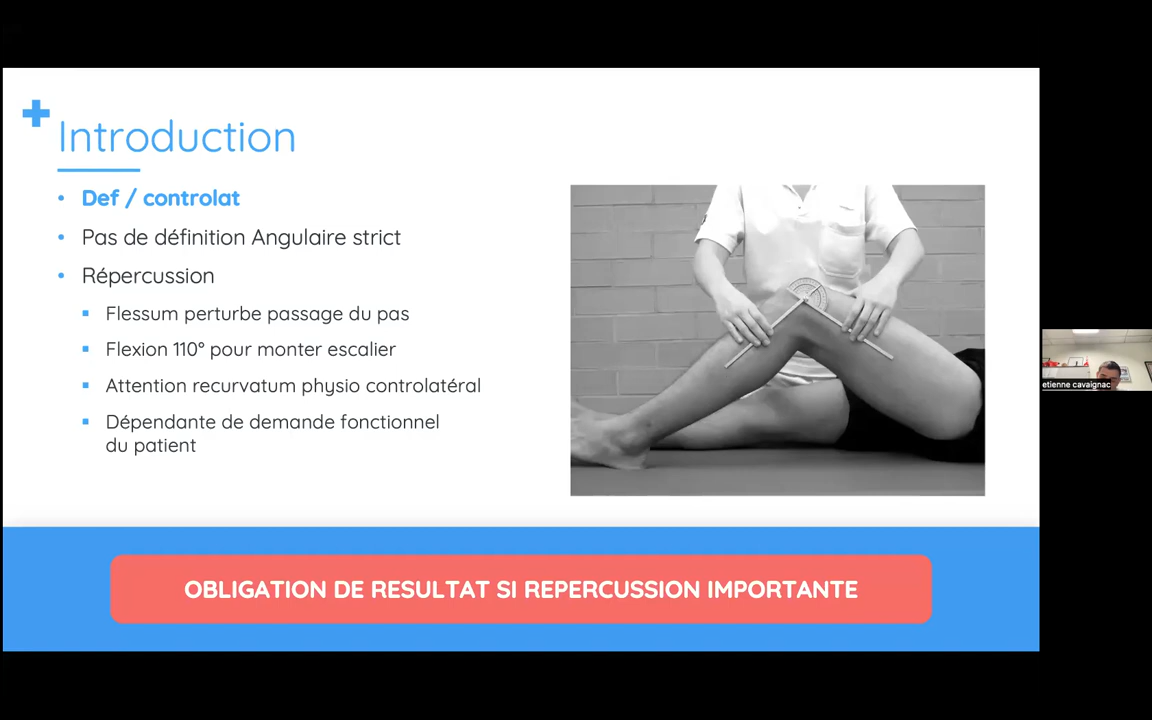 Introduction
Def / controlat
Pas de définition Angulaire strict
Répercussion
Flessum perturbe passage du pas
Flexion 110° pour monter escalier
Attention recurvatum physio controlatéral
Dépendante de demande fonctionnel
du patient
OBLIGATION DE RESULTAT SI REPERCUSSION IMPORTANTE
etienne cavaignac